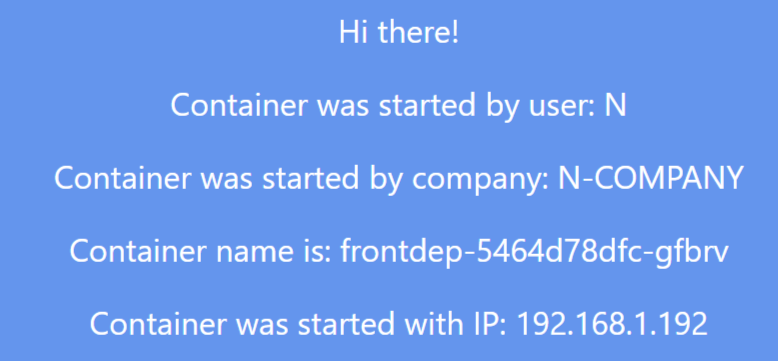 Hi there!
Container was started by user: N
Container was started by company: N-COMPANY
Container name is: frontdep-5464d78dfc-gfbrv
Container was started with IP: 192.168.1.192